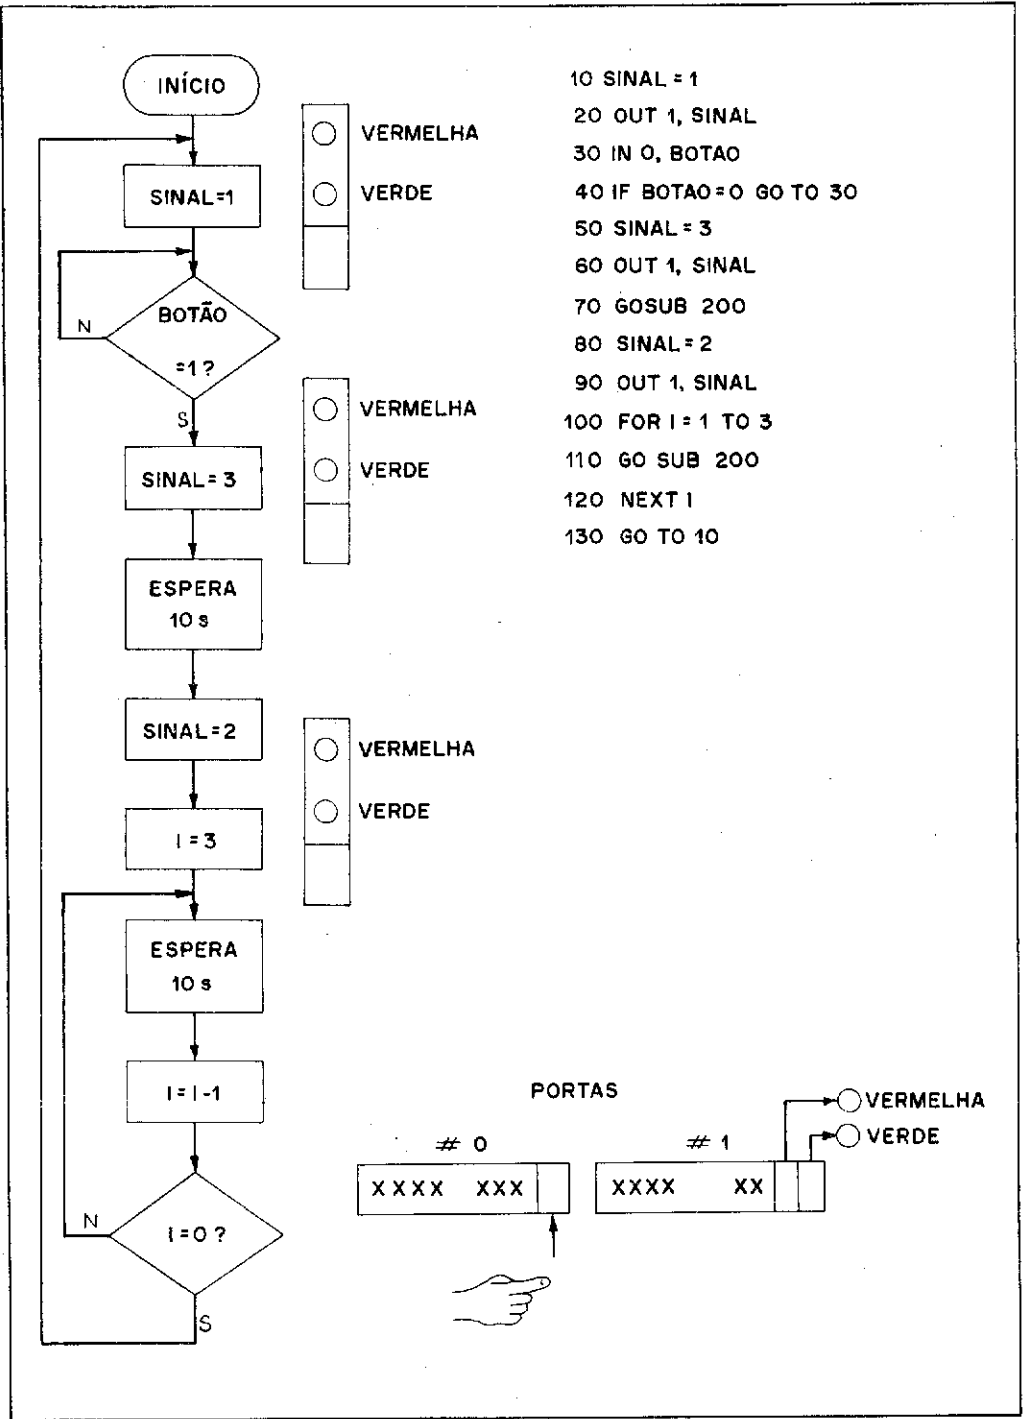 INÍCIO
SINAL=1
BOTÃO
=1?
N
S
SINAL=3
ESPERA
10 s
SINAL=2
I=3
ESPERA
10 s
I=I-1
I=0?
N
S
VERMELHA
VERDE
VERMELHA
VERDE
VERMELHA
VERDE
10 SINAL=1
20 OUT 1, SINAL
30 IN 0, BOTAO
40 IF BOTAO=0 GO TO 30
50 SINAL=3
60 OUT 1, SINAL
70 GOSUB 200
80 SINAL=2
90 OUT 1, SINAL
100 FOR I=1 TO 3
110 GO SUB 200
120 NEXT I
130 GO TO 10
PORTAS
# 0
XXXX XXX
# 1
XXXX XX
VERMELHA
VERDE